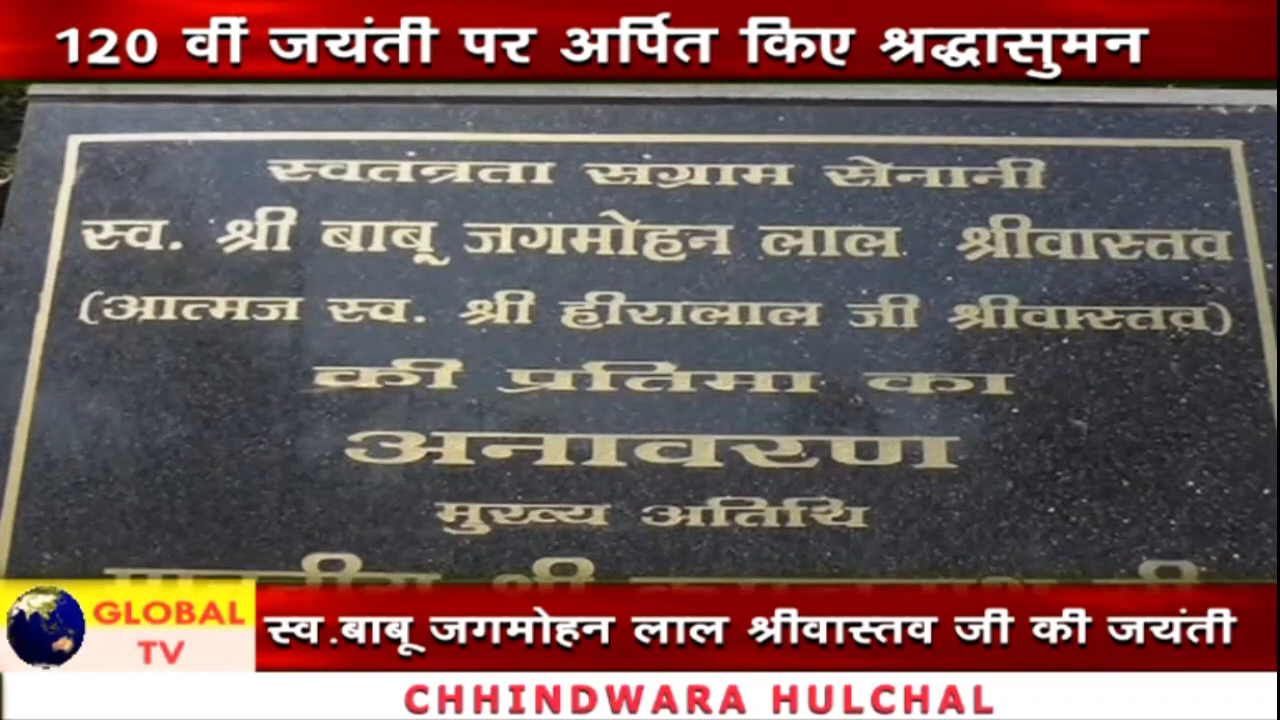 120 वीं जयंती पर अर्पित किए श्रद्धासुमन
स्वतंत्रता सग्राम सेनानी
स्व. श्री बाबू जगमोहन लाल श्रीवास्तव
(आत्मज स्व. श्री हीरालाल जी श्रीवास्तव)
की प्रतिमा का
अनावरण
मुख्य अतिथि
श्री
GLOBAL
TV
स्व.बाबू जगमोहन लाल श्रीवास्तव जी की जयंती
CHHINDWARA HULCHAL